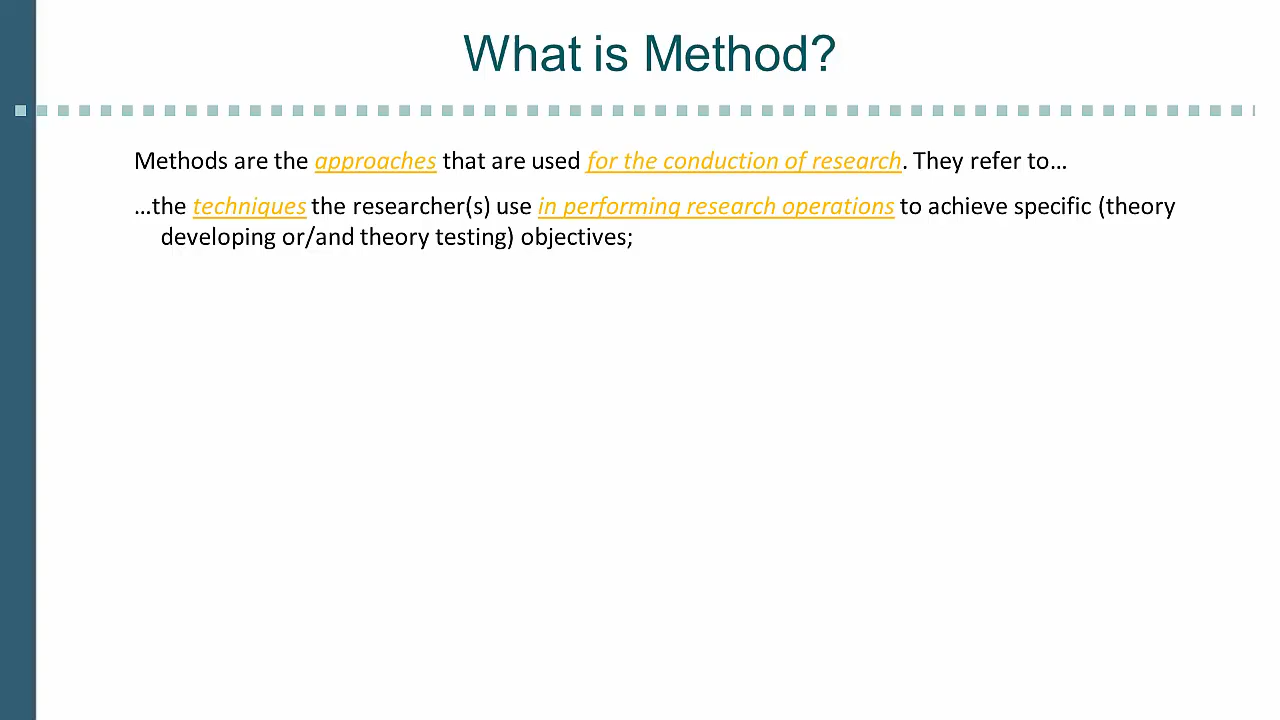 What is Method?
Methods are the approaches that are used for the conduction of research. They refer to…
…the techniques the researcher(s) use in performing research operations to achieve specific (theory
developing or/and theory testing) objectives;